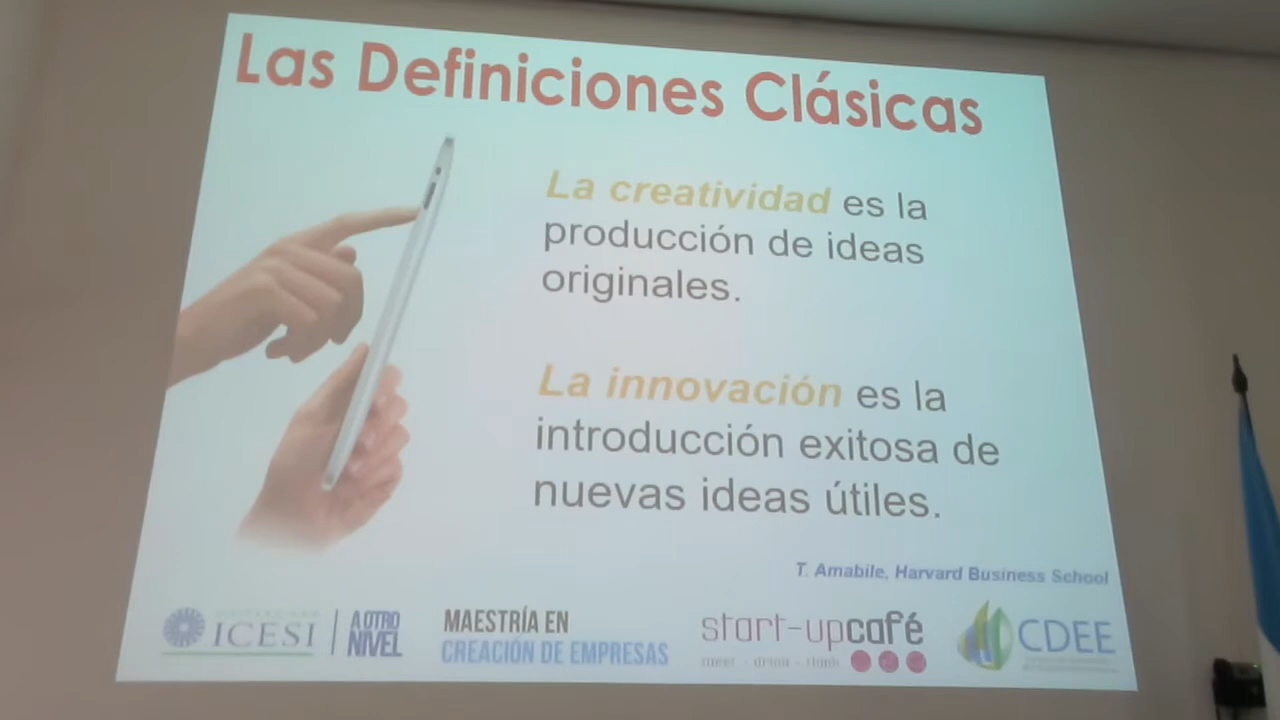 Las Definiciones Clásicas
La creatividad es la
producción de ideas
originales.
La innovación es la
introducción exitosa de
nuevas ideas útiles.
T. Amabile, Harvard Business School
ICESI
A OTRO
NIVEL
MAESTRÍA EN
CREACIÓN DE EMPRESAS
start-upcafé
meet - drink - think
CDEE